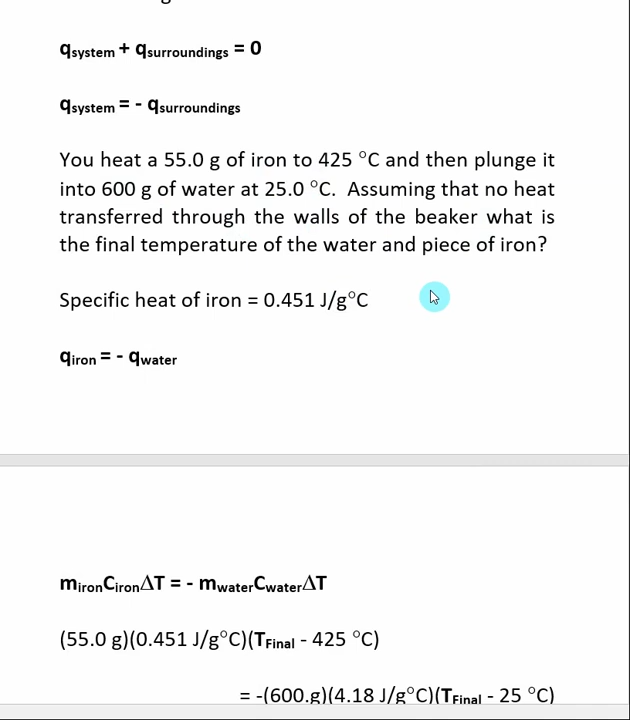 qsystem + qsurroundings = 0
qsystem = - qsurroundings
You heat a 55.0 g of iron to 425 °C and then plunge it
into 600 g of water at 25.0 °C. Assuming that no heat
transferred through the walls of the beaker what is
the final temperature of the water and piece of iron?
Specific heat of iron = 0.451 J/g°C
qiron = - qwater
mironCironΔT = - mwaterCwaterΔT
(55.0 g)(0.451 J/g°C)(TFinal - 425 °C)
= -(600.g)(4.18 J/g°C)(TFinal - 25 °C)